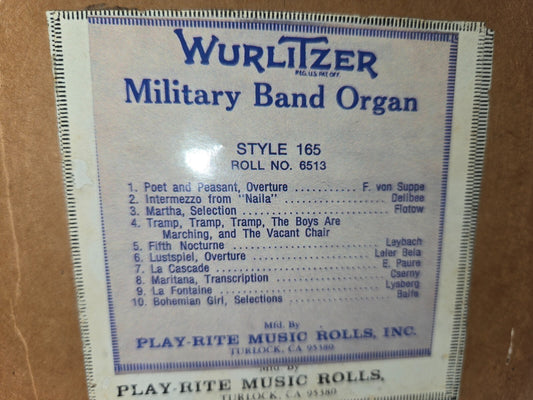 WURLITZER
REG. U.S. PAT. OFF.
Military Band Organ
STYLE 165
ROLL NO. 6513
1. Poet and Peasant, Overture .......... F. von Suppe
2. Intermezzo from "Naila" .......... Delibee
3. Martha, Selection .......... Flotow
4. Tramp, Tramp, Tramp, The Boys Are
Marching, and The Vacant Chair
5. Fifth Nocturne .......... Leybach
6. Lustspiel, Overture .......... Leler Bela
7. La Cascade .......... E. Paure
8. Maritana, Transcription .......... Cserny
9. La Fontaine .......... Lysberg
10. Bohemian Girl, Selections .......... Balfe
Mfd. By
PLAY-RITE MUSIC ROLLS, INC.
TURLOCK, CA 95380
Mfd. By
PLAY-RITE MUSIC ROLLS,
TURLOCK, CA 95380